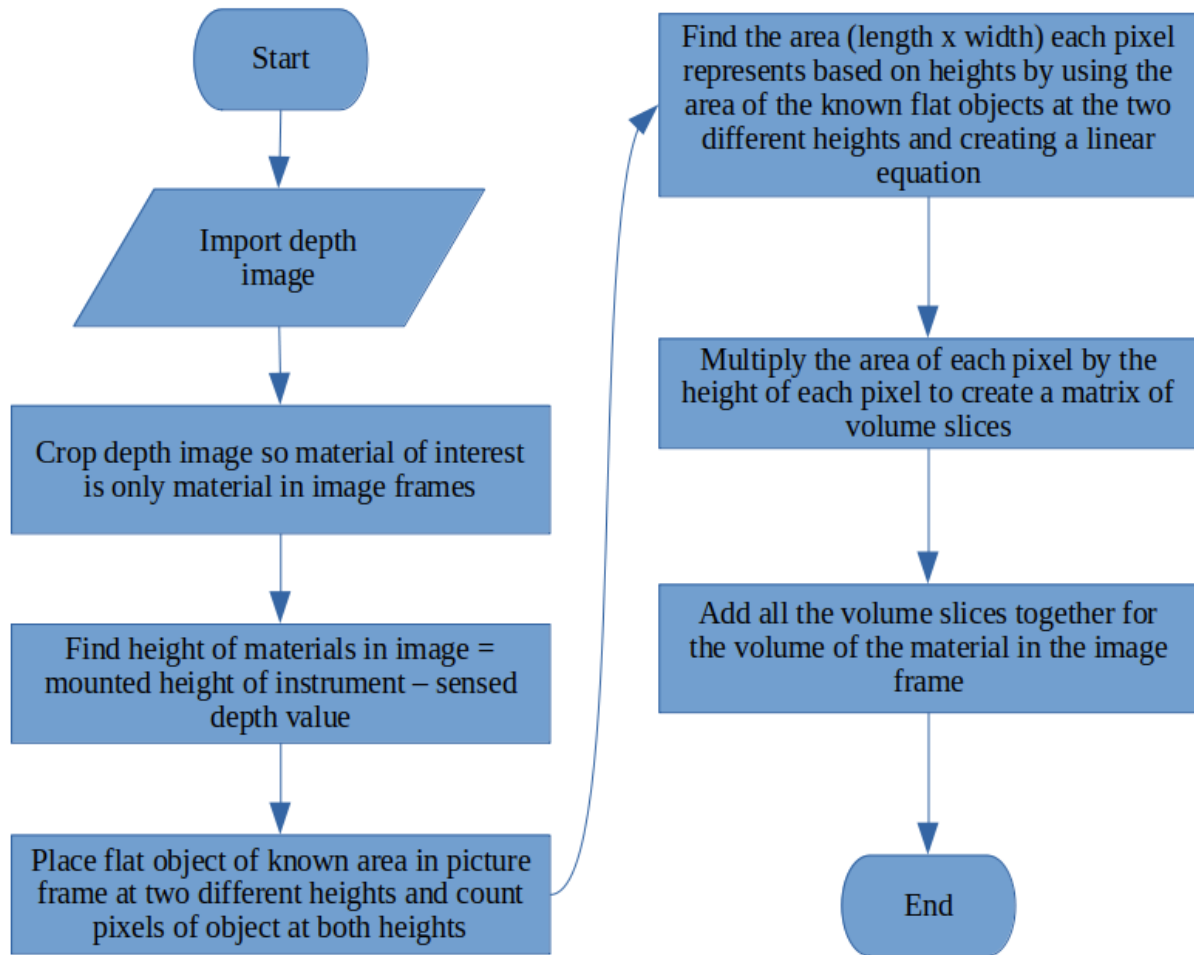 Start
Import depth
image
Crop depth image so material of interest
is only material in image frames
Find height of materials in image =
mounted height of instrument – sensed
depth value
Place flat object of known area in picture
frame at two different heights and count
pixels of object at both heights
Find the area (length x width) each pixel
represents based on heights by using the
area of the known flat objects at the two
different heights and creating a linear
equation
Multiply the area of each pixel by the
height of each pixel to create a matrix of
volume slices
Add all the volume slices together for
the volume of the material in the image
frame
End